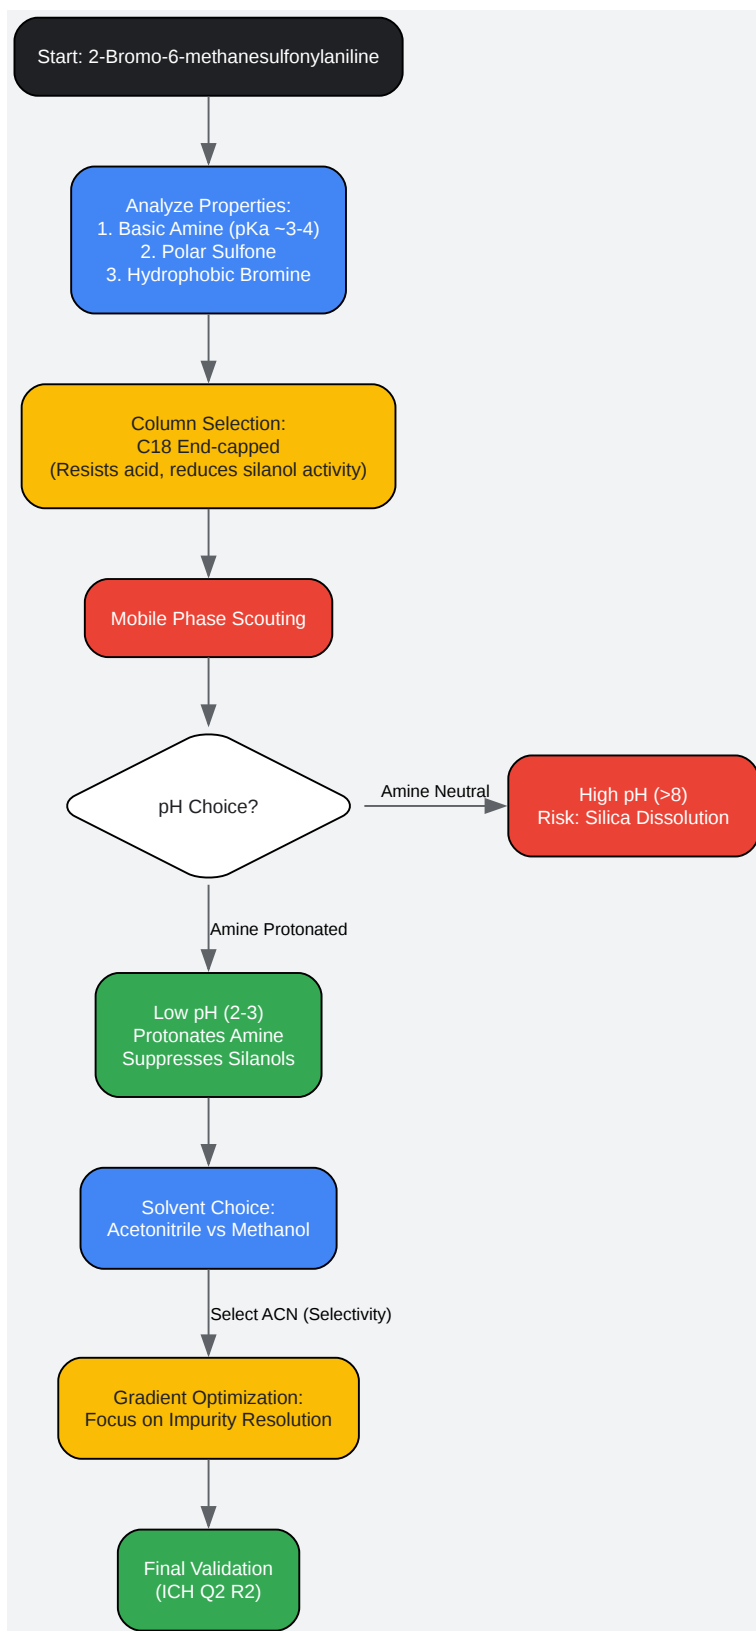 Start: 2-Bromo-6-methanesulfonylaniline
Analyze Properties:
1. Basic Amine (pKa ~3-4)
2. Polar Sulfone
3. Hydrophobic Bromine
Column Selection:
C18 End-capped
(Resists acid, reduces silanol activity)
Mobile Phase Scouting
pH Choice?
Amine Neutral
High pH (>8)
Risk: Silica Dissolution
Amine Protonated
Low pH (2-3)
Protonates Amine
Suppresses Silanols
Solvent Choice:
Acetonitrile vs Methanol
Select ACN (Selectivity)
Gradient Optimization:
Focus on Impurity Resolution
Final Validation
(ICH Q2 R2)